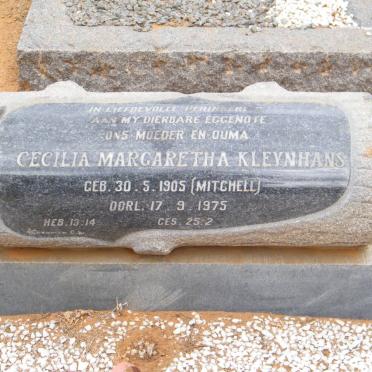 IN LIEFDEVOLLE HERINNERING
AAN MY DIERBARE EGGENOTE
ONS MOEDER EN OUMA
CECILIA MARGARETHA KLEYNHANS
GEB. 30. 5. 1905 (MITCHELL)
OORL. 17. 9. 1975
HEB. 13:14 GES. 25:2